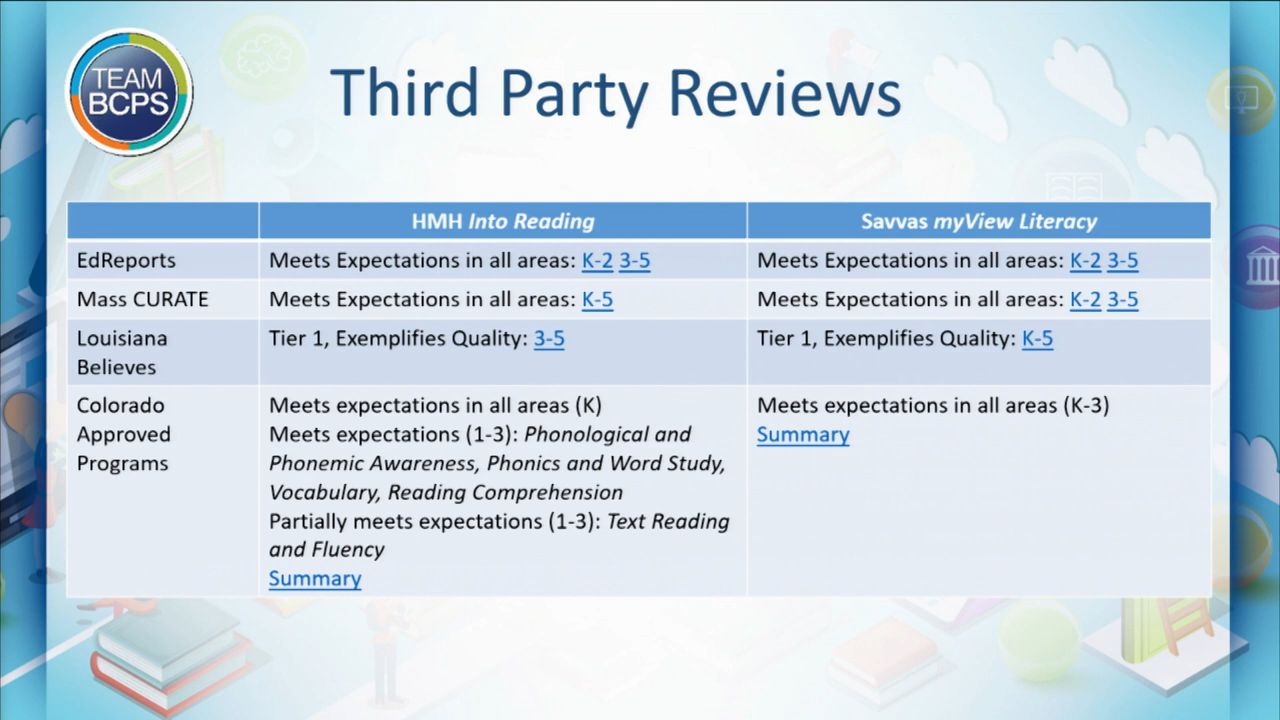 TEAM
BCPS
Third Party Reviews
HMH Into Reading
Savvas myView Literacy
EdReports
Meets Expectations in all areas: K-2 3-5
Meets Expectations in all areas: K-2 3-5
Mass CURATE
Meets Expectations in all areas: K-5
Meets Expectations in all areas: K-2 3-5
Louisiana
Believes
Tier 1, Exemplifies Quality: 3-5
Tier 1, Exemplifies Quality: K-5
Colorado
Approved
Programs
Meets expectations in all areas (K)
Meets expectations (1-3): Phonological and
Phonemic Awareness, Phonics and Word Study,
Vocabulary, Reading Comprehension
Partially meets expectations (1-3): Text Reading
and Fluency
Summary
Meets expectations in all areas (K-3)
Summary